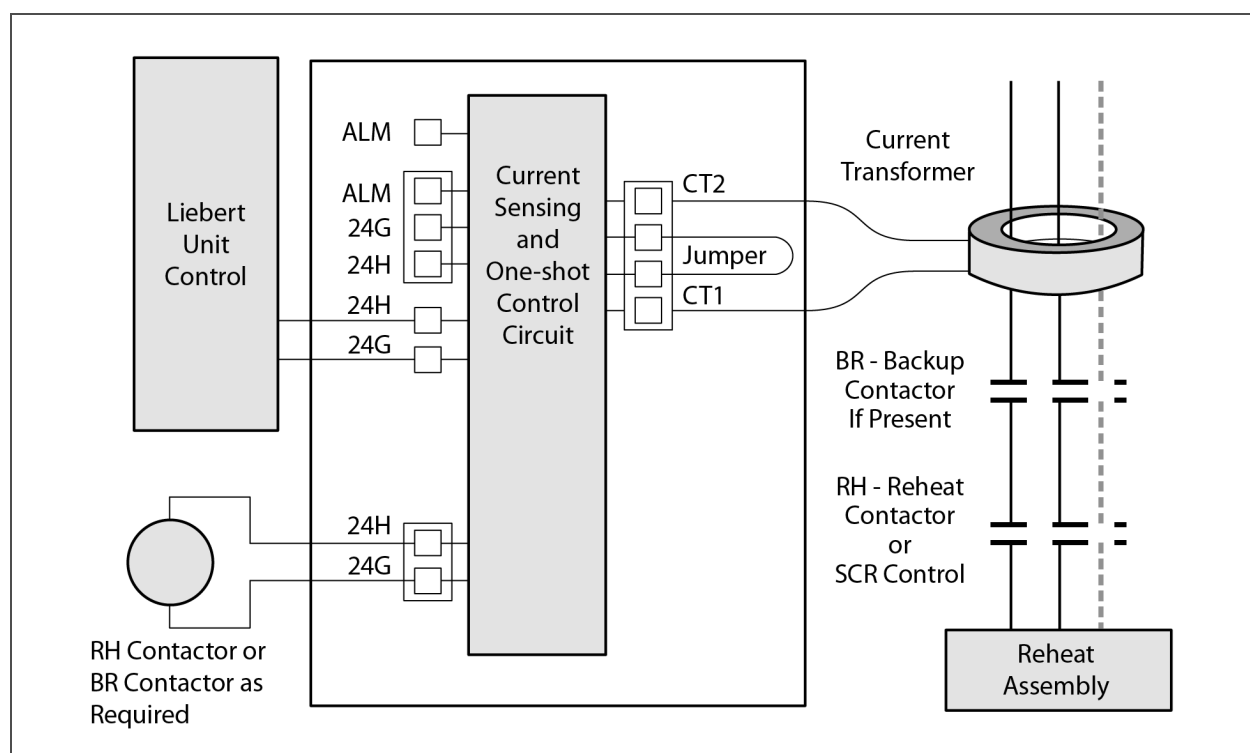 Liebert
Unit
Control
ALM
ALM
24G
24H
24H
24G
24H
24G
Current
Sensing
and
One-shot
Control
Circuit
CT2
Jumper
CT1
Current
Transformer
BR - Backup
Contactor
If Present
RH - Reheat
Contactor
or
SCR Control
Reheat
Assembly
RH Contactor or
BR Contactor as
Required